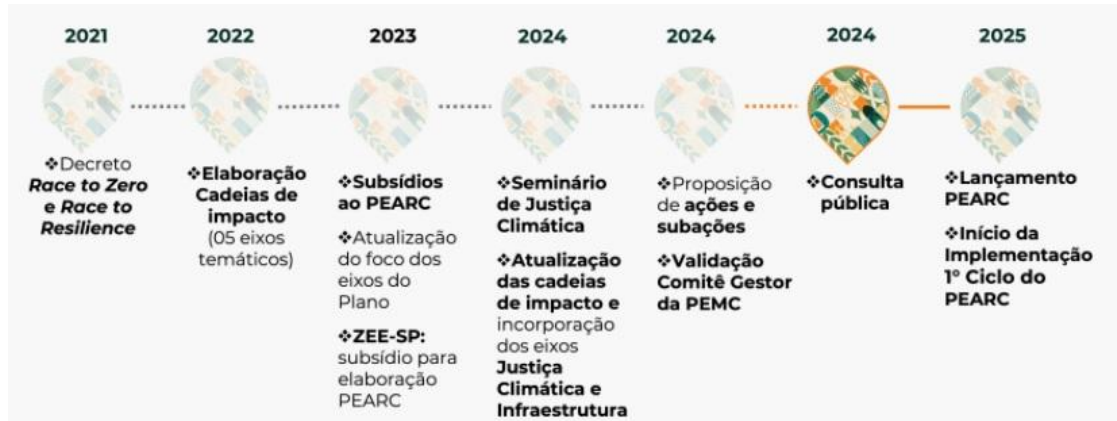 2021
❖Decreto
Race to Zero
e Race to
Resilience
2022
❖Elaboração
Cadeias de
impacto
(05 eixos
temáticos)
2023
❖Subsídios
ao PEARC
❖Atualização
do foco dos
eixos do
Plano
❖ZEE-SP:
subsídio para
elaboração
PEARC
2024
❖Seminário
de Justiça
Climática
❖Atualização
das cadeias
de impacto e
incorporação
dos eixos
Justiça
Climática e
Infraestrutura
2024
❖Proposição
de ações e
subações
❖Validação
Comitê Gestor
da PEMC
2024
❖Consulta
pública
2025
❖Lançamento
PEARC
❖Início da
Implementação
1° Ciclo do
PEARC